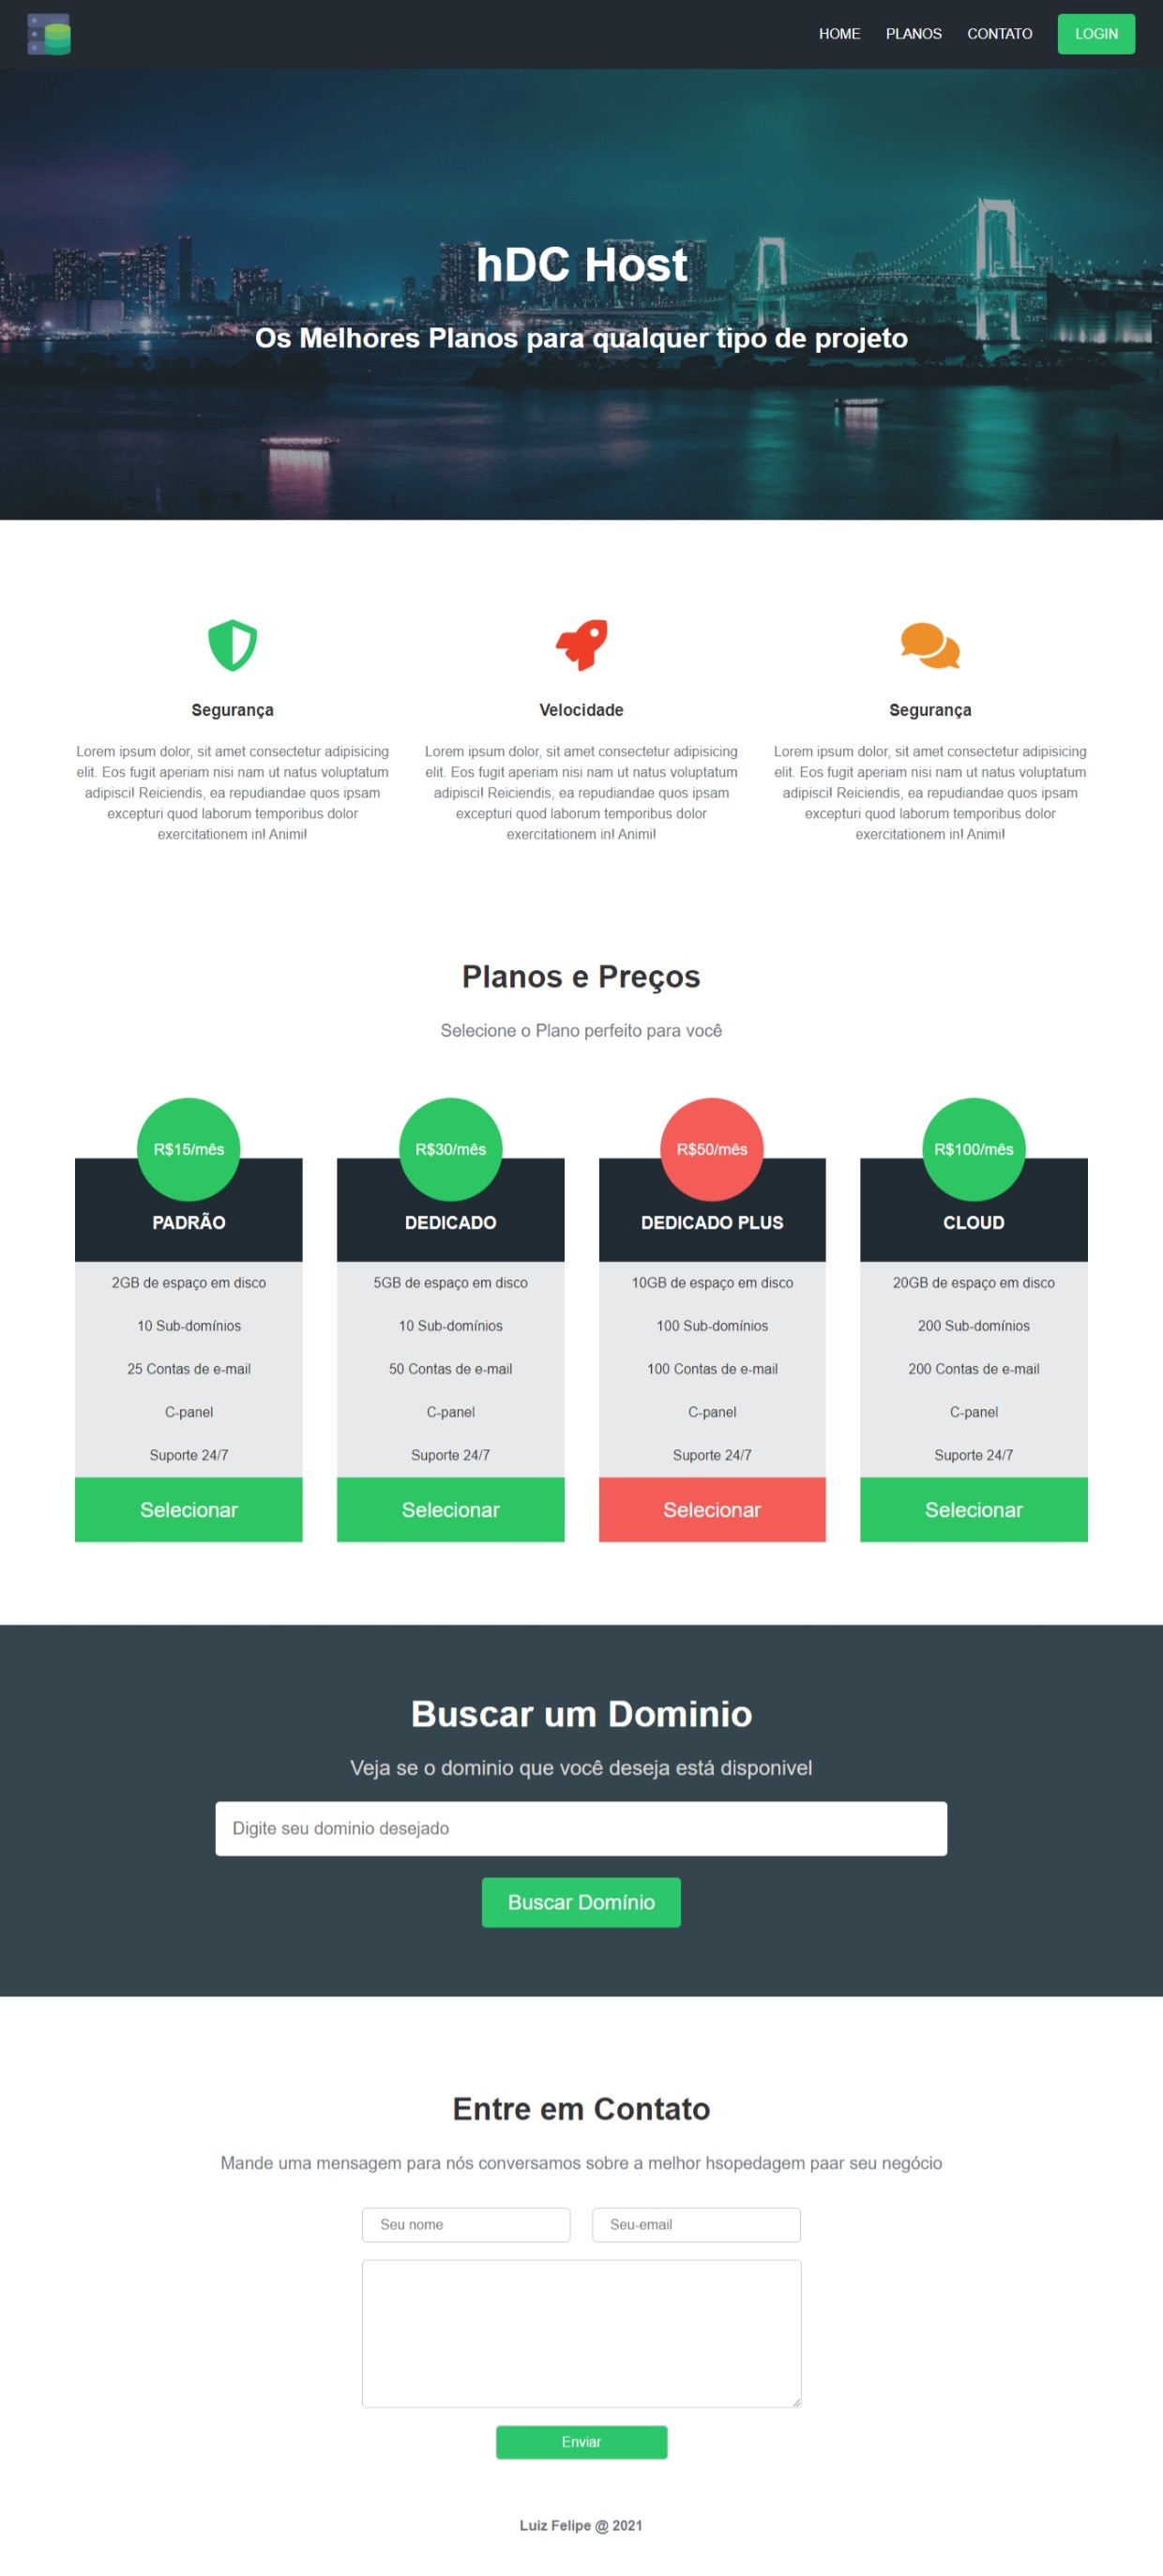 HOME PLANOS CONTATO LOGIN
hDC Host
Os Melhores Planos para qualquer tipo de projeto
Segurança
Lorem ipsum dolor, sit amet consectetur adipisicing
elit. Eos fugit aperiam nisi nam ut natus voluptatum
adipisci! Reiciendis, ea repudiandae quos ipsam
excepturi quod laborum temporibus dolor
exercitationem in! Animi!
Velocidade
Lorem ipsum dolor, sit amet consectetur adipisicing
elit. Eos fugit aperiam nisi nam ut natus voluptatum
adipisci! Reiciendis, ea repudiandae quos ipsam
excepturi quod laborum temporibus dolor
exercitationem in! Animi!
Segurança
Lorem ipsum dolor, sit amet consectetur adipisicing
elit. Eos fugit aperiam nisi nam ut natus voluptatum
adipisci! Reiciendis, ea repudiandae quos ipsam
excepturi quod laborum temporibus dolor
exercitationem in! Animi!
Planos e Preços
Selecione o Plano perfeito para você
R$15/mês
PADRÃO
2GB de espaço em disco
10 Sub-domínios
25 Contas de e-mail
C-panel
Suporte 24/7
Selecionar
R$30/mês
DEDICADO
5GB de espaço em disco
10 Sub-domínios
50 Contas de e-mail
C-panel
Suporte 24/7
Selecionar
R$50/mês
DEDICADO PLUS
10GB de espaço em disco
100 Sub-domínios
100 Contas de e-mail
C-panel
Suporte 24/7
Selecionar
R$100/mês
CLOUD
20GB de espaço em disco
200 Sub-domínios
200 Contas de e-mail
C-panel
Suporte 24/7
Selecionar
Buscar um Dominio
Veja se o dominio que você deseja está disponivel
Digite seu dominio desejado
Buscar Domínio
Entre em Contato
Mande uma mensagem para nós conversamos sobre a melhor hsopedagem paar seu negócio
Seu nome
Seu-email
Enviar
Luiz Felipe @ 2021